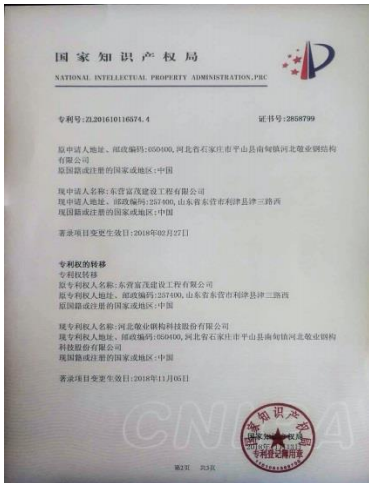 国家知识产权局
NATIONAL INTELLECTUAL PROPERTY ADMINISTRATION,PRC
专利号:ZL201610116574.4 证书号:2858799
原申请人地址、邮政编码:050400,河北省石家庄市平山县南甸镇河北敬业钢结构
有限公司
原国籍或注册的国家或地区:中国
现申请人名称:东营富茂建设工程有限公司
现申请人地址、邮政编码:257400,山东省东营市利津县津三路西
现国籍或注册的国家或地区:中国
著录项目变更生效日:2018年02月27日
专利权的转移
专利权转移
原专利权人名称:东营富茂建设工程有限公司
原专利权人地址、邮政编码:257400,山东省东营市利津县津三路西
原国籍或注册的国家或地区:中国
现专利权人名称:河北敬业钢构科技股份有限公司
现专利权人地址、邮政编码:050400,河北省石家庄市平山县南甸镇河北敬业钢构
科技股份有限公司
现国籍或注册的国家或地区:中国
著录项目变更生效日:2018年11月05日
国家知识产权局
国家知识产权局
专利登记簿用章
第2页 共3页